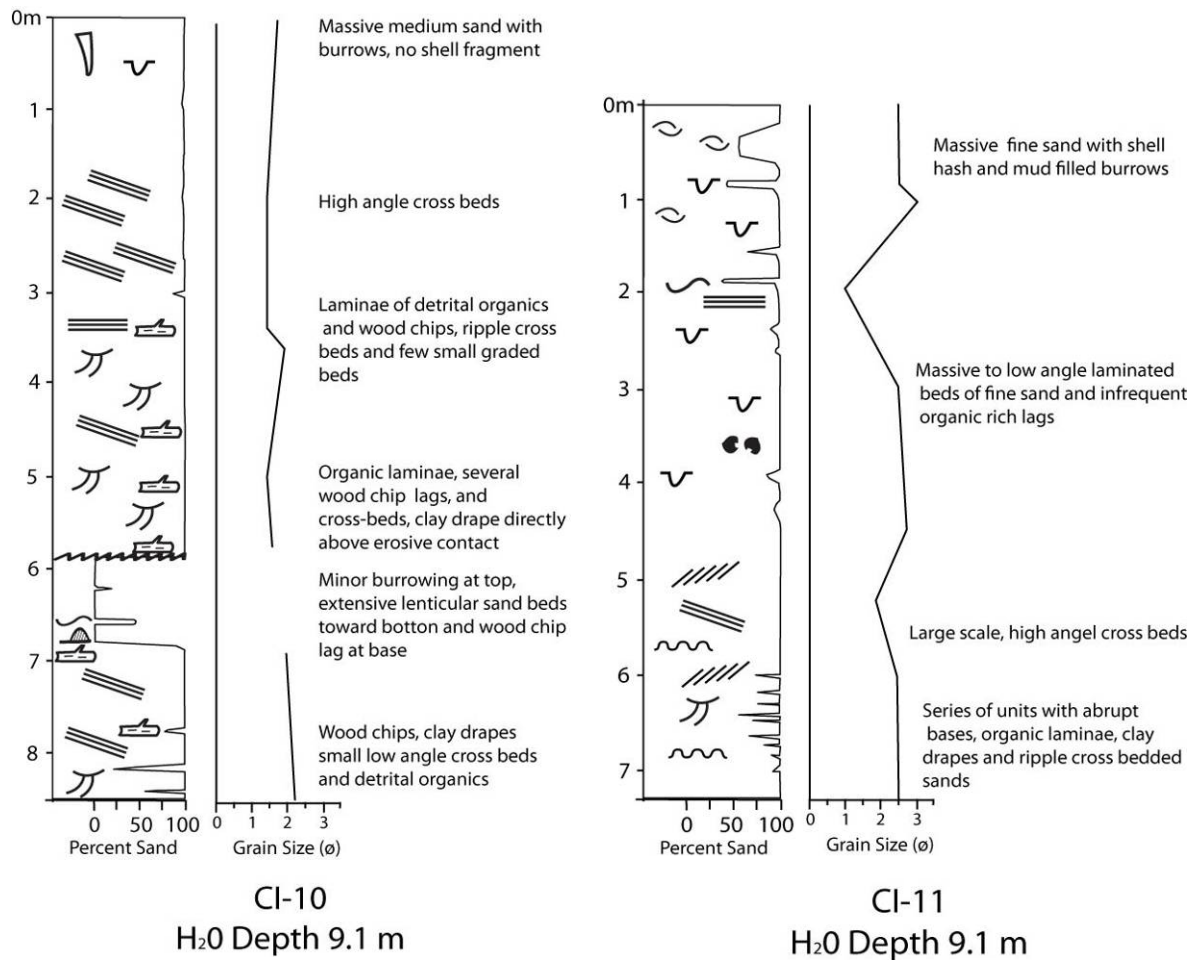 0m
1
2
3
4
5
6
7
8
Massive medium sand with
burrows, no shell fragment
High angle cross beds
Laminae of detrital organics
and wood chips, ripple cross
beds and few small graded
beds
Organic laminae, several
wood chip lags, and
cross-beds, clay drape directly
above erosive contact
Minor burrowing at top,
extensive lenticular sand beds
toward botton and wood chip
lag at base
Wood chips, clay drapes
small low angle cross beds
and detrital organics
0 50 100
Percent Sand
0 1 2 3
Grain Size (ø)
CI-10
H₂0 Depth 9.1 m
0m
1
2
3
4
5
6
7
Massive fine sand with shell
hash and mud filled burrows
Massive to low angle laminated
beds of fine sand and infrequent
organic rich lags
Large scale, high angel cross beds
Series of units with abrupt
bases, organic laminae, clay
drapes and ripple cross bedded
sands
0 50 100
Percent Sand
0 1 2 3
Grain Size (ø)
CI-11
H₂0 Depth 9.1 m